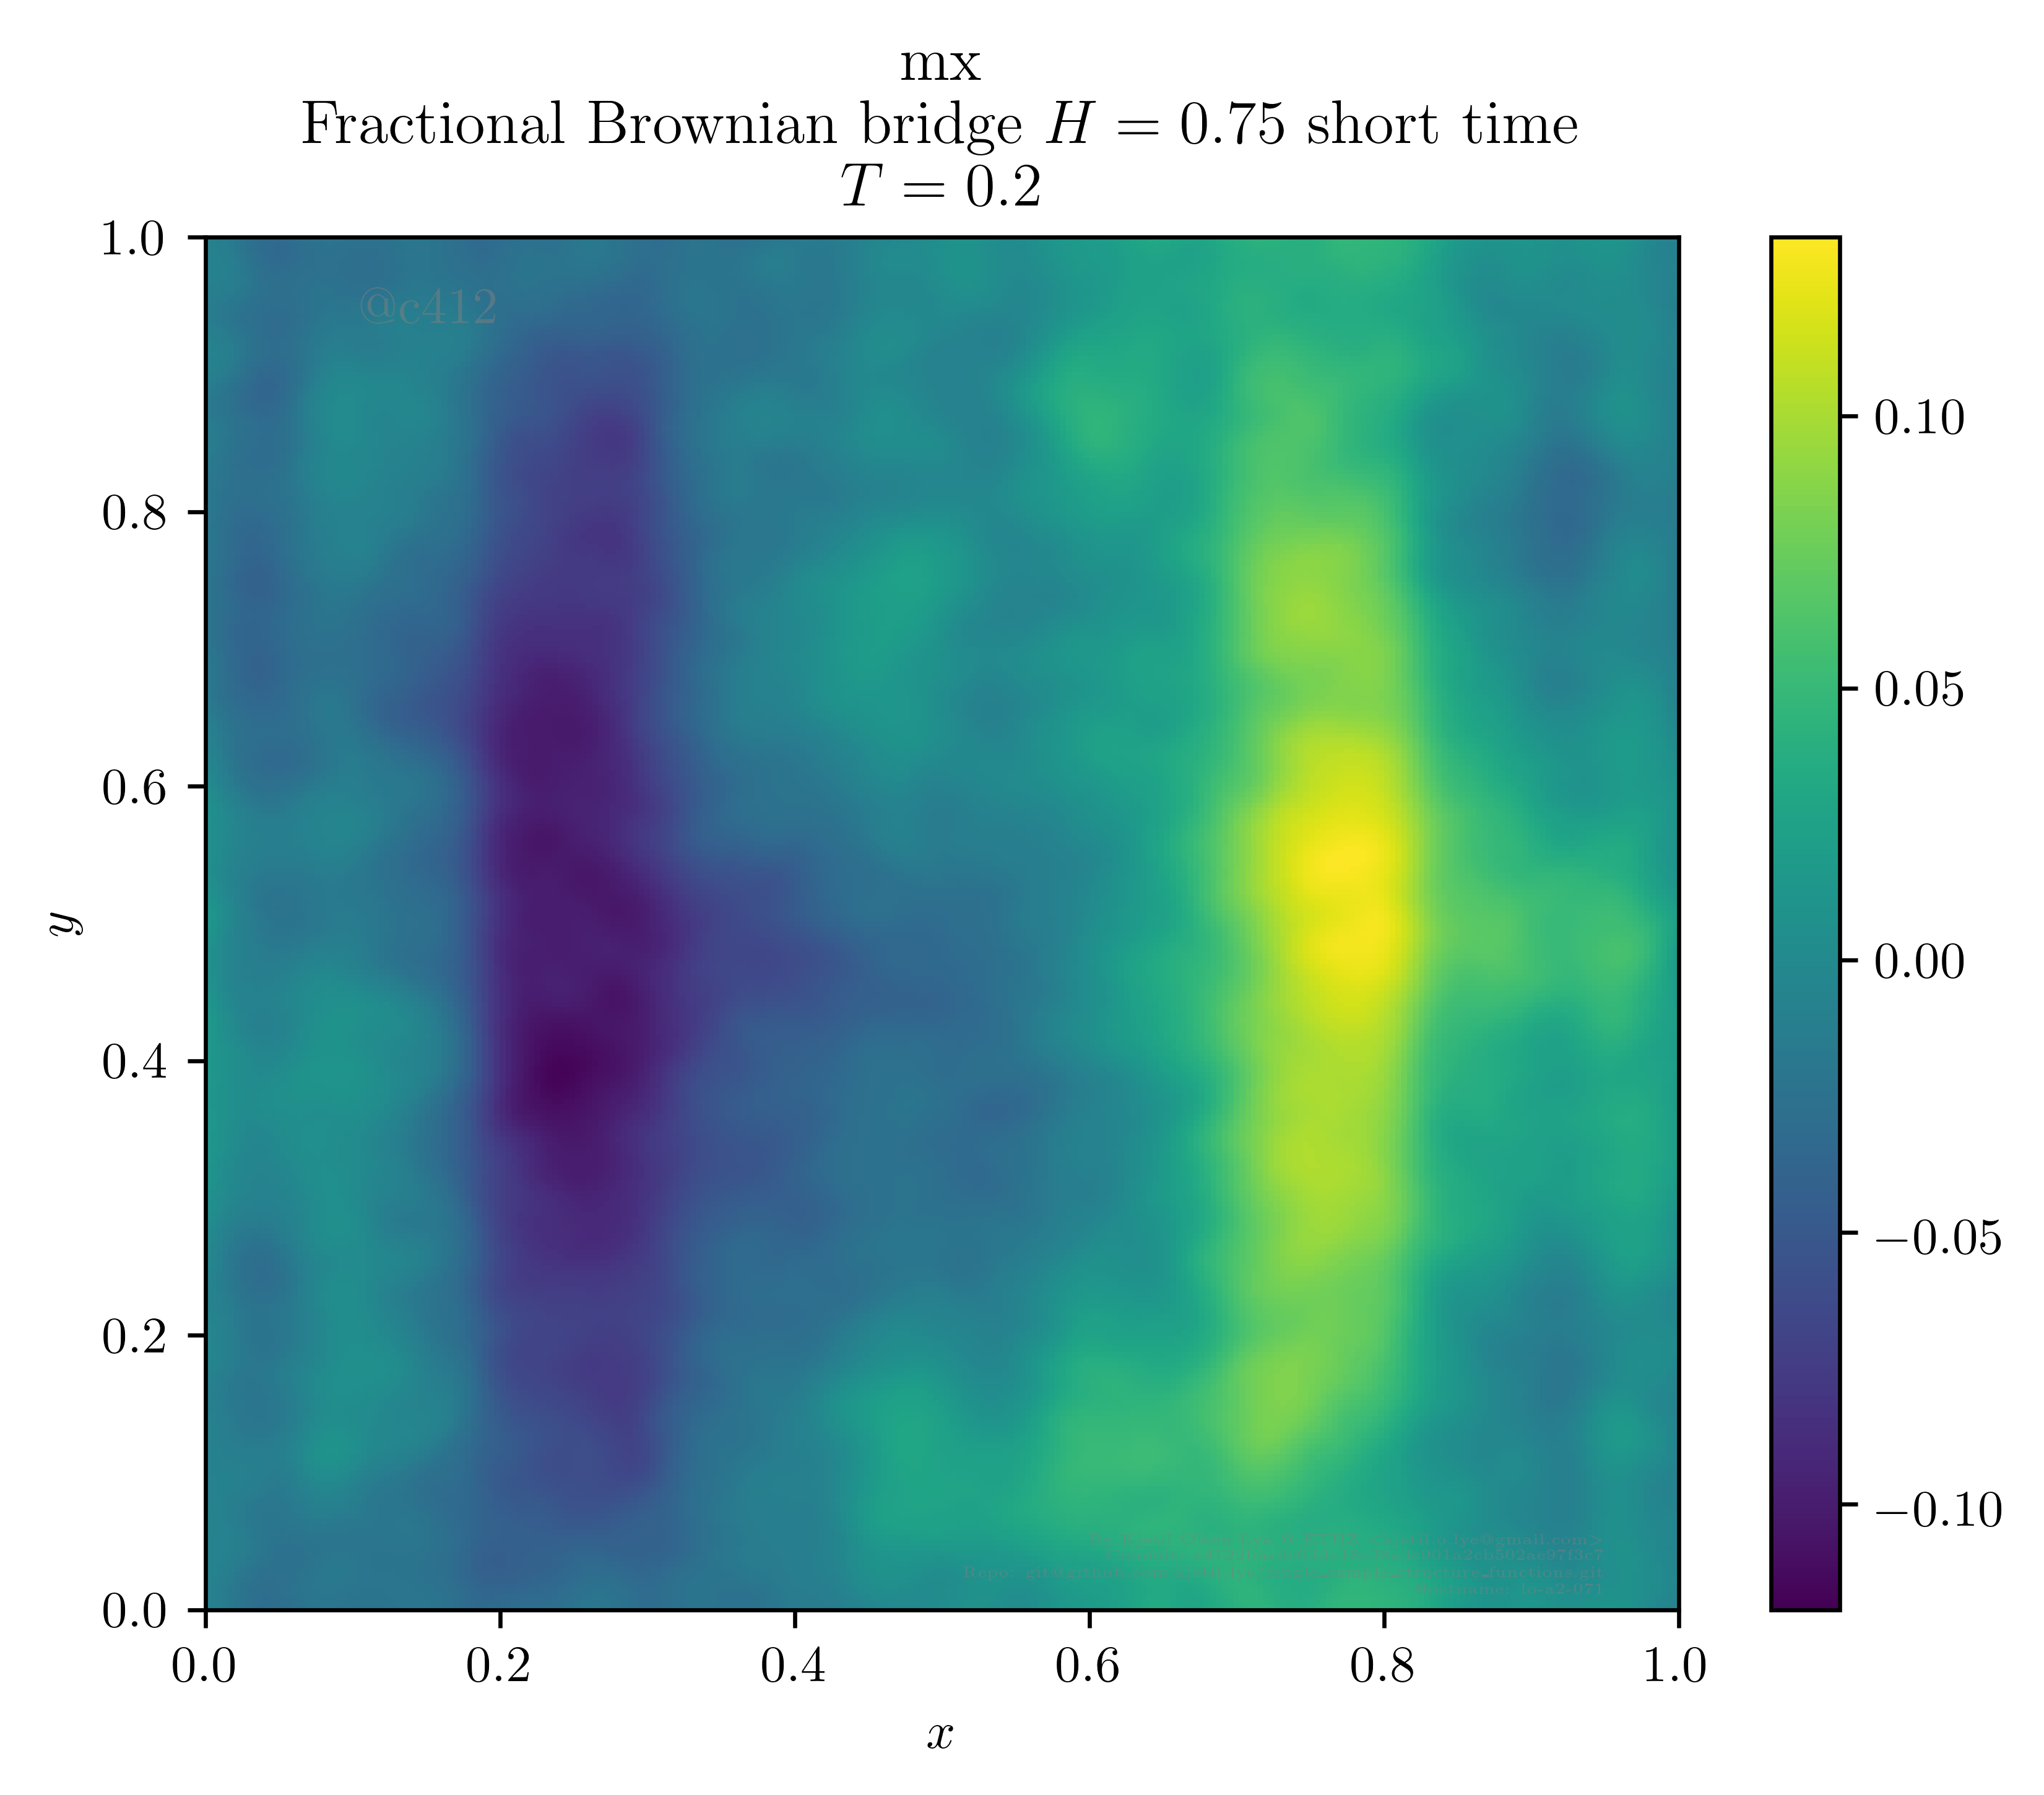 mx
Fractional Brownian bridge H = 0.75 short time
T = 0.2
1.0
@c412
0.8
0.6
0.4
0.2
0.0
y
0.0 0.2 0.4 0.6 0.8 1.0
x
0.10
0.05
0.00
−0.05
−0.10